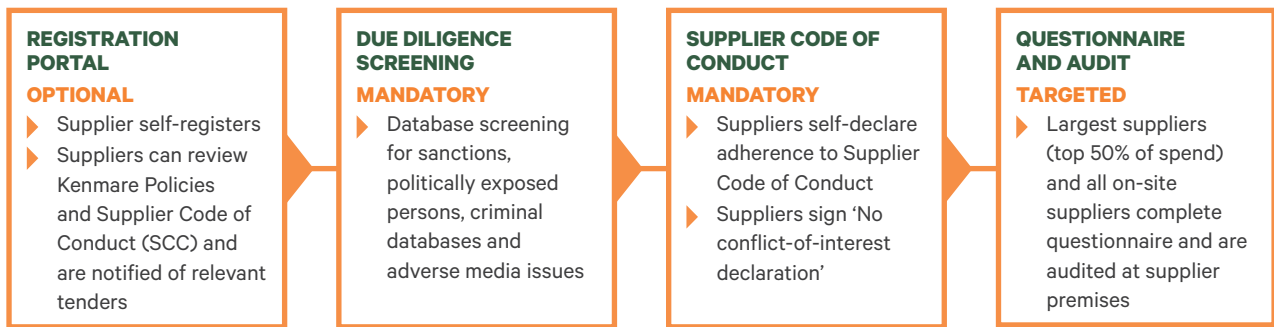 REGISTRATION
PORTAL
OPTIONAL
Supplier self-registers
Suppliers can review
Kenmare Policies
and Supplier Code of
Conduct (SCC) and
are notified of relevant
tenders
DUE DILIGENCE
SCREENING
MANDATORY
Database screening
for sanctions,
politically exposed
persons, criminal
databases and
adverse media issues
SUPPLIER CODE OF
CONDUCT
MANDATORY
Suppliers self-declare
adherence to Supplier
Code of Conduct
Suppliers sign ‘No
conflict-of-interest
declaration’
QUESTIONNAIRE
AND AUDIT
TARGETED
Largest suppliers
(top 50% of spend)
and all on-site
suppliers complete
questionnaire and are
audited at supplier
premises